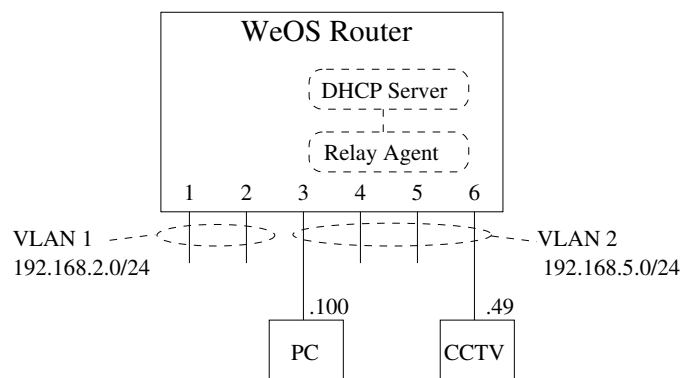 WeOS Router
DHCP Server
Relay Agent
1 2 3 4 5 6
VLAN 1
192.168.2.0/24
VLAN 2
192.168.5.0/24
.100
.49
PC
CCTV